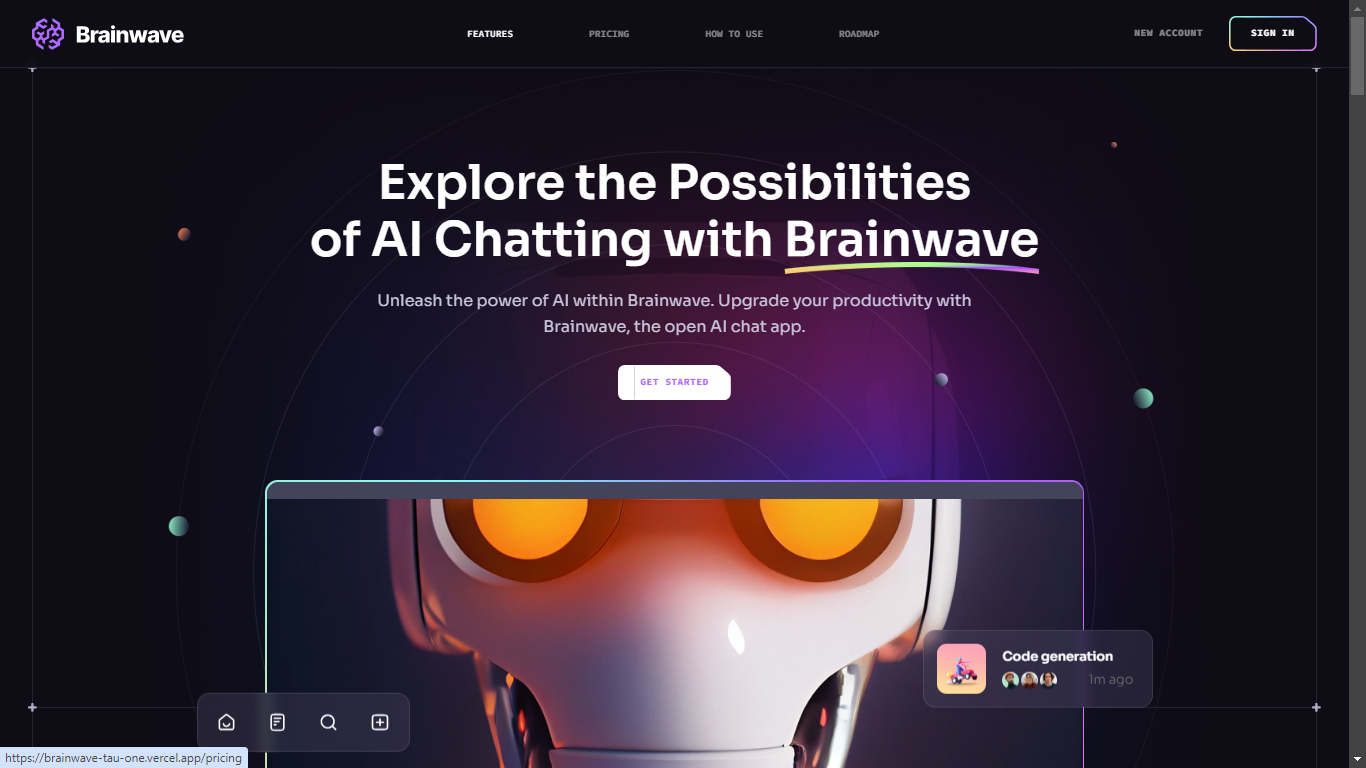 Brainwave
FEATURES
PRICING
HOW TO USE
ROADMAP
NEW ACCOUNT
SIGN IN
Explore the Possibilities
of AI Chatting with Brainwave
Unleash the power of AI within Brainwave. Upgrade your productivity with
Brainwave, the open AI chat app.
GET STARTED
Code generation
1m ago
https://brainwave-tau-one.vercel.app/pricing